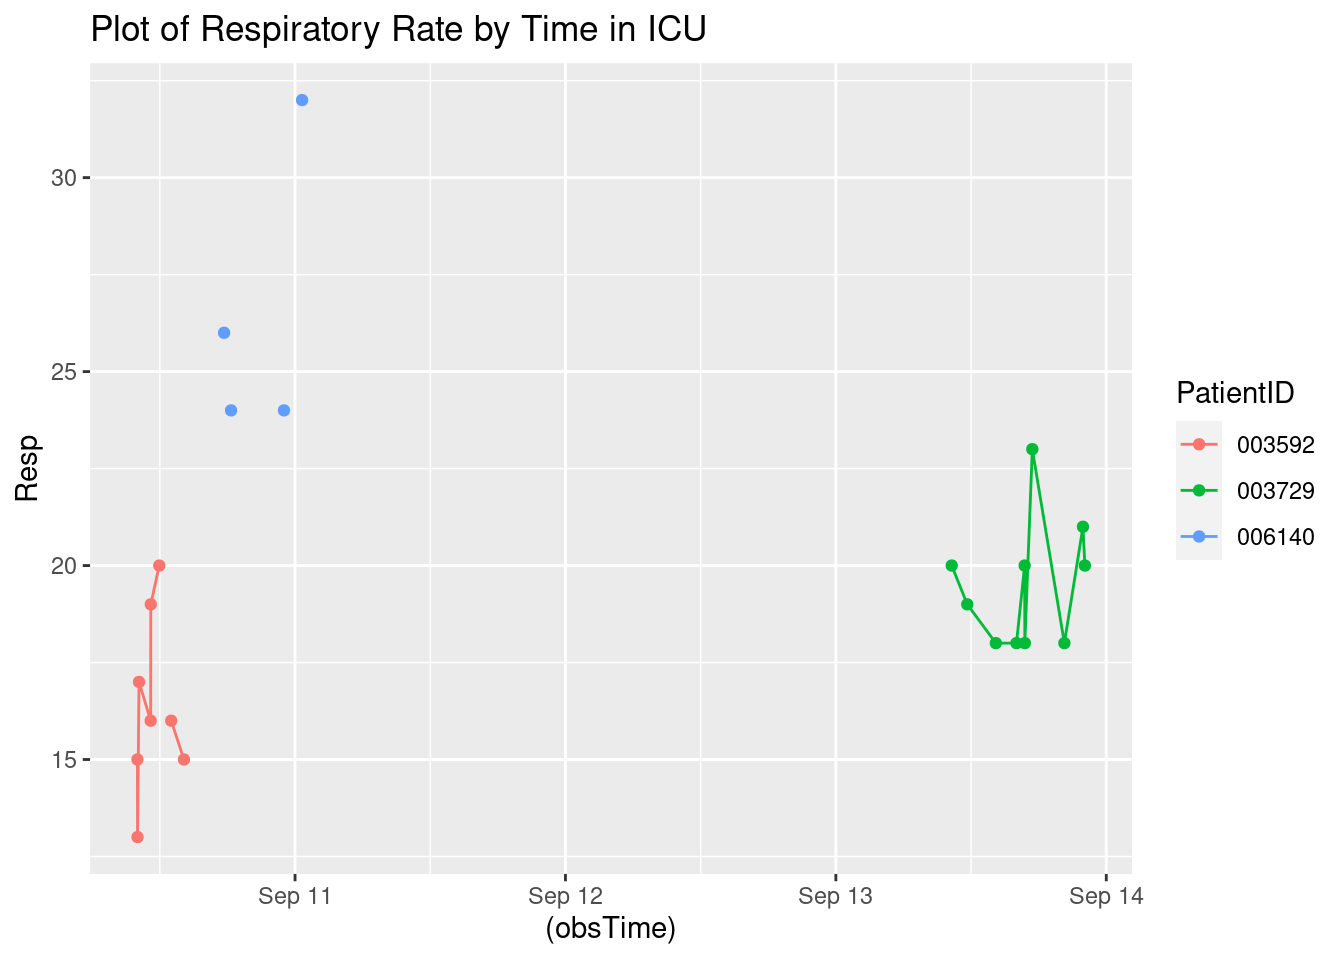 Plot of Respiratory Rate by Time in ICU
30
25
20
15
Resp
Sep 11
Sep 12
Sep 13
Sep 14
(obsTime)
PatientID
003592
003729
006140